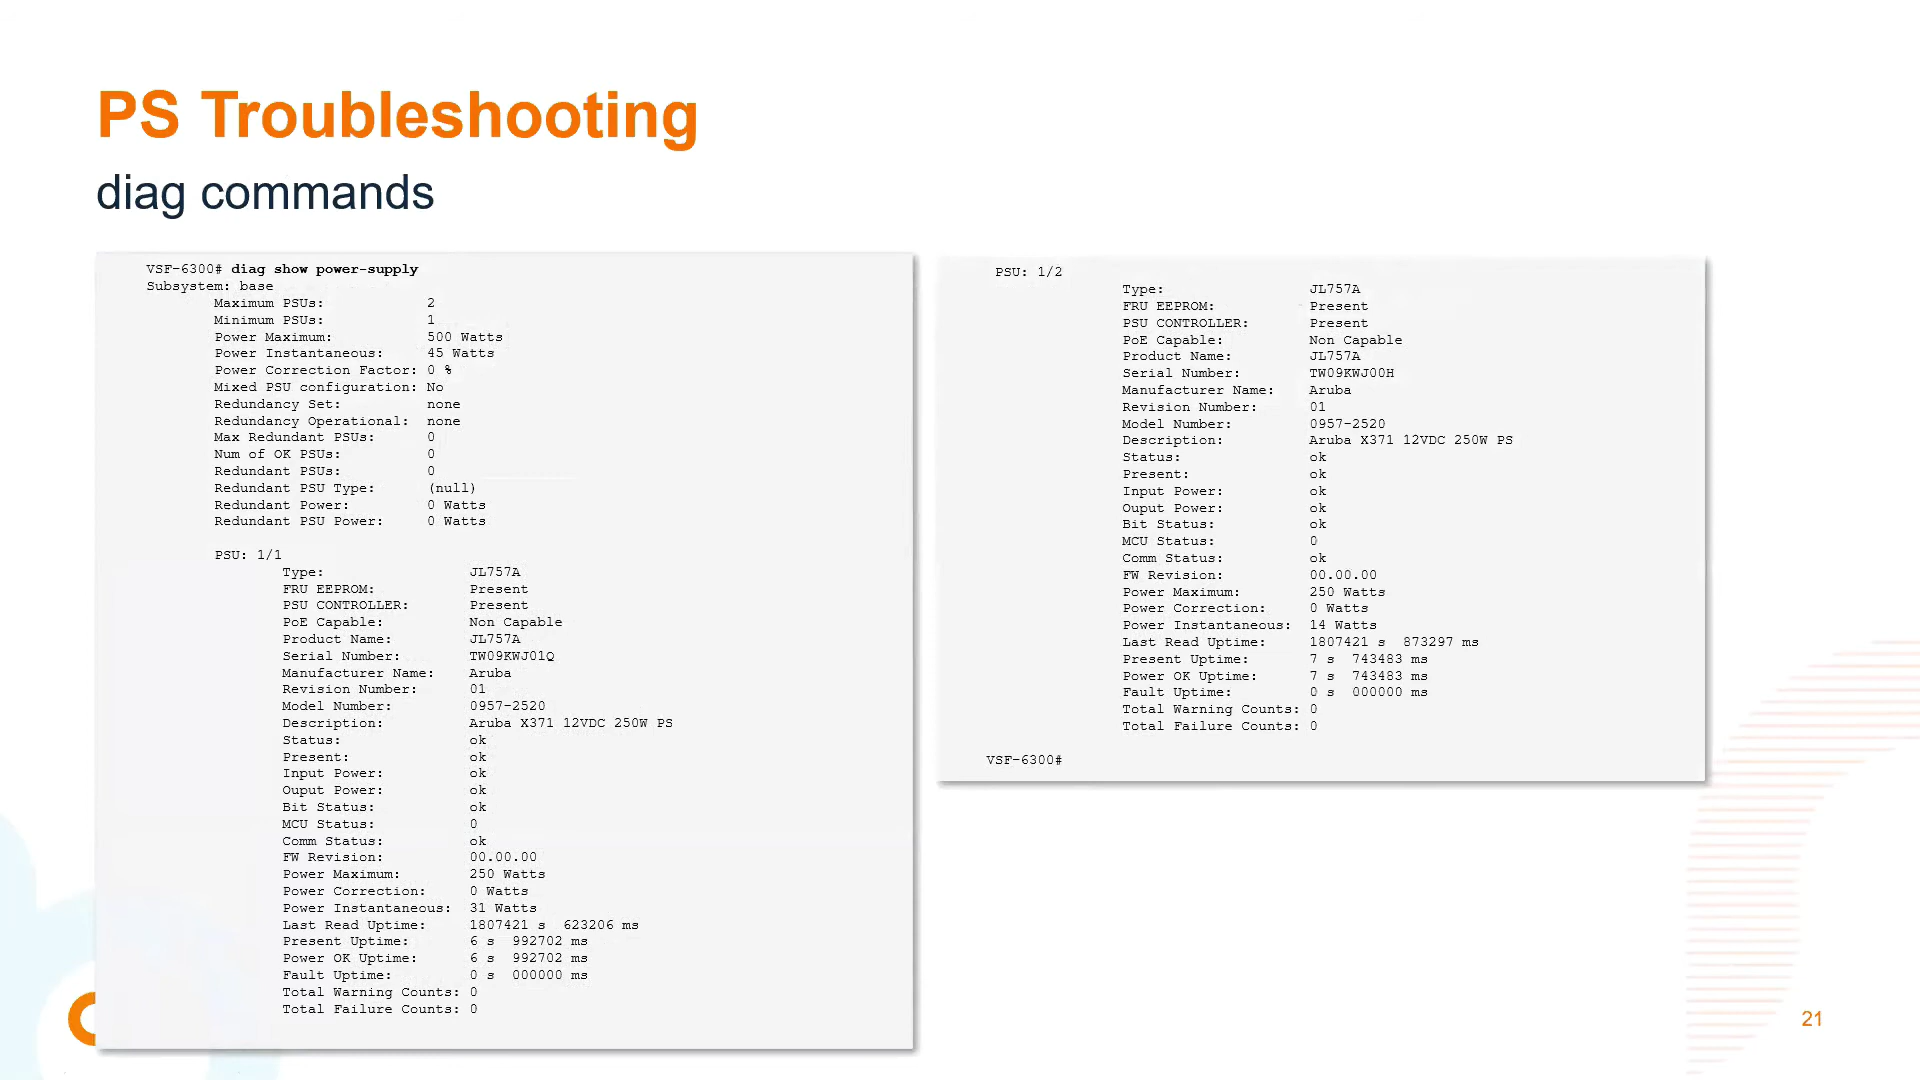 PS Troubleshooting
diag commands
VSF-6300# diag show power-supply
Subsystem: base
Maximum PSUs: 2
Minimum PSUs: 1
Power Maximum: 500 Watts
Power Instantaneous: 45 Watts
Power Correction Factor: 0 %
Mixed PSU configuration: No
Redundancy Set: none
Redundancy Operational: none
Max Redundant PSUs: 0
Num of OK PSUs: 0
Redundant PSUs: 0
Redundant PSU Type: (null)
Redundant Power: 0 Watts
Redundant PSU Power: 0 Watts
PSU: 1/1
Type: JL757A
FRU EEPROM: Present
PSU CONTROLLER: Present
PoE Capable: Non Capable
Product Name: JL757A
Serial Number: TW09KWJ01Q
Manufacturer Name: Aruba
Revision Number: 01
Model Number: 0957-2520
Description: Aruba X371 12VDC 250W PS
Status: ok
Present: ok
Input Power: ok
Ouput Power: ok
Bit Status: ok
MCU Status: 0
Comm Status: ok
FW Revision: 00.00.00
Power Maximum: 250 Watts
Power Correction: 0 Watts
Power Instantaneous: 31 Watts
Last Read Uptime: 1807421 s 623206 ms
Present Uptime: 6 s 992702 ms
Power OK Uptime: 6 s 992702 ms
Fault Uptime: 0 s 000000 ms
Total Warning Counts: 0
Total Failure Counts: 0
PSU: 1/2
Type: JL757A
FRU EEPROM: Present
PSU CONTROLLER: Present
PoE Capable: Non Capable
Product Name: JL757A
Serial Number: TW09KWJ00H
Manufacturer Name: Aruba
Revision Number: 01
Model Number: 0957-2520
Description: Aruba X371 12VDC 250W PS
Status: ok
Present: ok
Input Power: ok
Ouput Power: ok
Bit Status: ok
MCU Status: 0
Comm Status: ok
FW Revision: 00.00.00
Power Maximum: 250 Watts
Power Correction: 0 Watts
Power Instantaneous: 14 Watts
Last Read Uptime: 1807421 s 873297 ms
Present Uptime: 7 s 743483 ms
Power OK Uptime: 7 s 743483 ms
Fault Uptime: 0 s 000000 ms
Total Warning Counts: 0
Total Failure Counts: 0
VSF-6300#
21